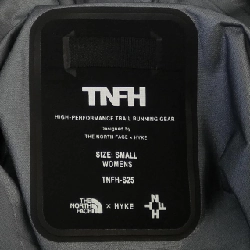 TNFH
HIGH-PERFORMANCE TRAIL RUNNING GEAR
Designed by
THE NORTH FACE × HYKE
SIZE SMALL
WOMENS
TNFH-S25
THE NORTH FACE × HYKE N H